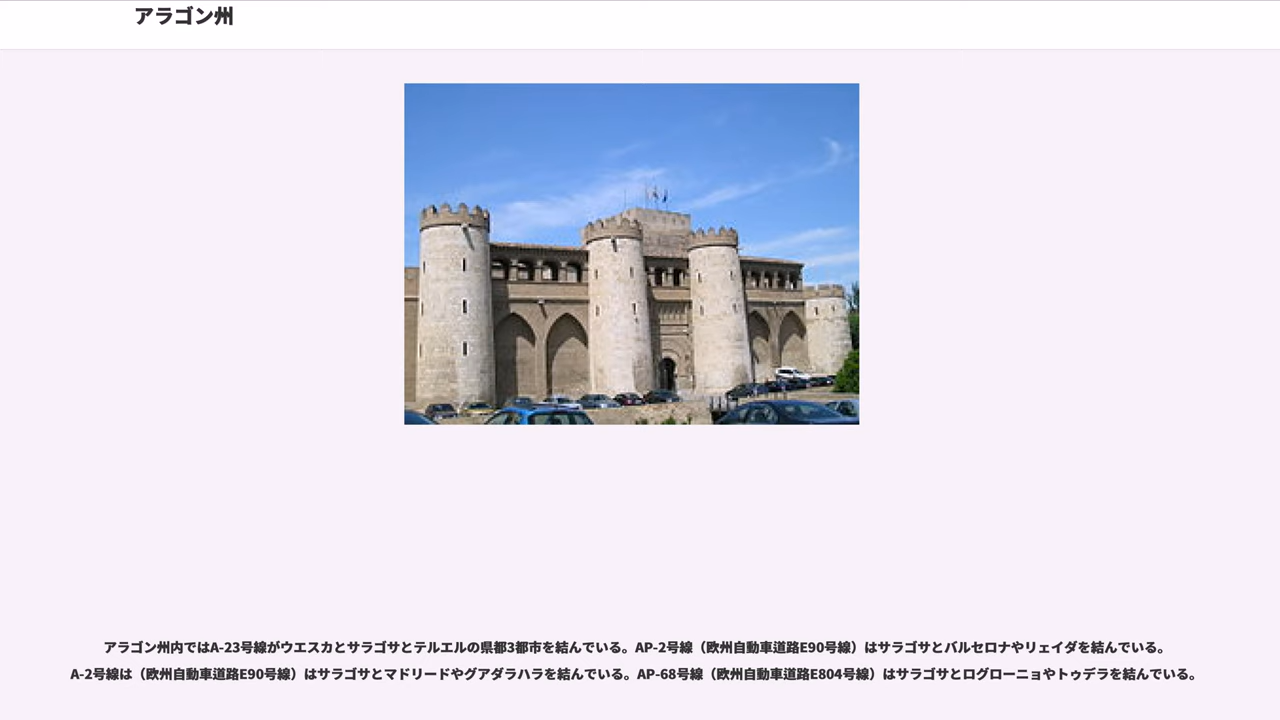 アラゴン州
アラゴン州内ではA-23号線がウエスカとサラゴサとテルエルの県都3都市を結んでいる。AP-2号線（欧州自動車道路E90号線）はサラゴサとバルセロナやリェイダを結んでいる。
A-2号線は（欧州自動車道路E90号線）はサラゴサとマドリードやグアダラハラを結んでいる。AP-68号線（欧州自動車道路E804号線）はサラゴサとログローニョやトゥデラを結んでいる。